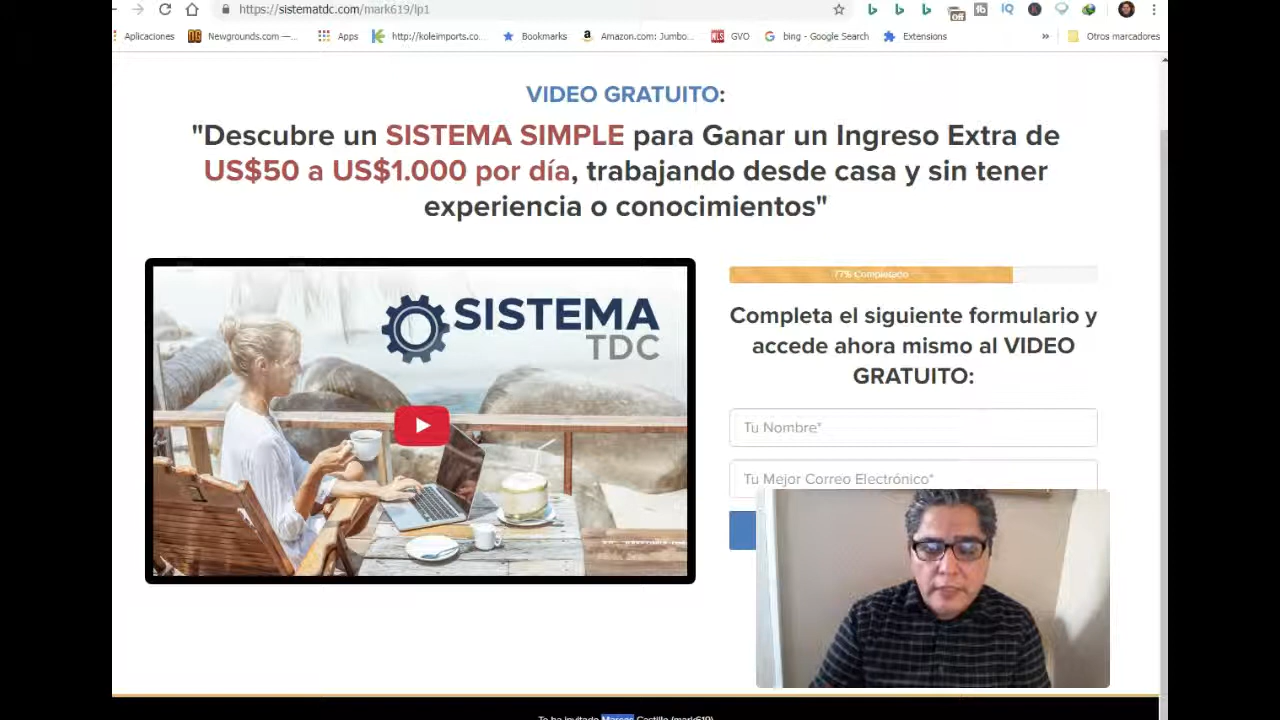 https://sistematdc.com/mark619/lp1
Off
Aplicaciones
Newgrounds.com —...
Apps
http://koleimports.co...
Bookmarks
Amazon.com: Jumbo...
GVO
bing - Google Search
Extensions
»
Otros marcadores
VIDEO GRATUITO:
"Descubre un SISTEMA SIMPLE para Ganar un Ingreso Extra de
US$50 a US$1.000 por día, trabajando desde casa y sin tener
experiencia o conocimientos"
SISTEMA
TDC
77% Completado
Completa el siguiente formulario y
accede ahora mismo al VIDEO
GRATUITO:
Tu Nombre*
Tu Mejor Correo Electrónico*
Te ha invitado Marcos Castillo (mark619)